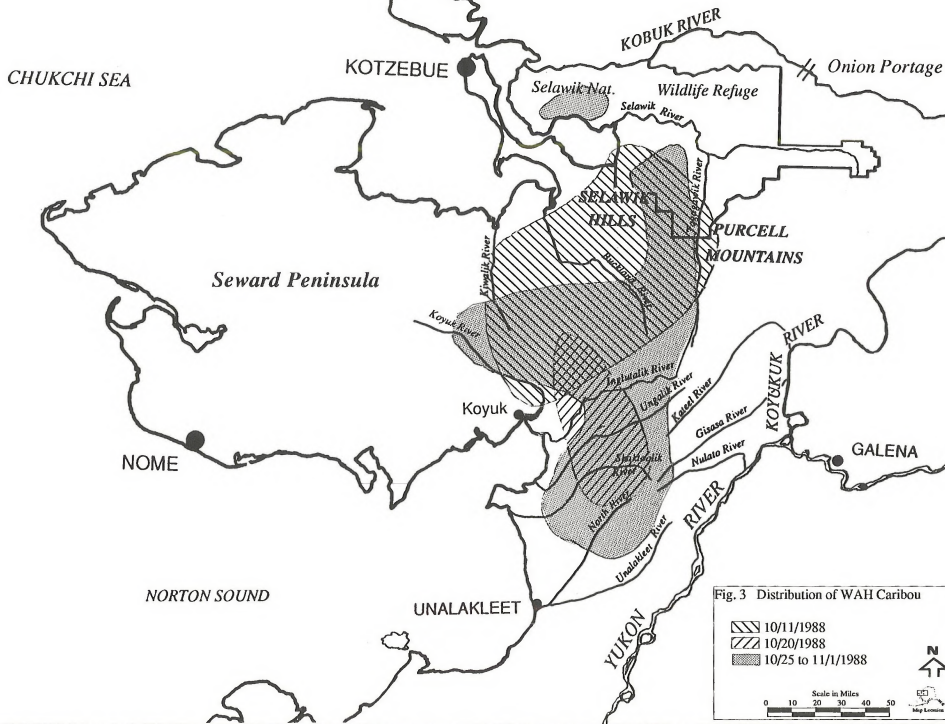 KOBUK RIVER
CHUKCHI SEA
KOTZEBUE
Onion Portage
Selawik Nat.
Wildlife Refuge
Selawik River
SELAWIK
HILLS
PURCELL
MOUNTAINS
Kiwalik River
Buckland River
Seward Peninsula
Koyuk River
KOYUKUK RIVER
Inglutalik River
Ungalik River
Kateel River
Koyuk
Gisasa River
NOME
Shaktoolik
River
Nulato River
GALENA
North River
YUKON RIVER
Unalakleet River
NORTON SOUND
UNALAKLEET
Fig. 3 Distribution of WAH Caribou
10/11/1988
10/20/1988
10/25 to 11/1/1988
N
Scale in Miles
0 10 20 30 40 50
Map Location